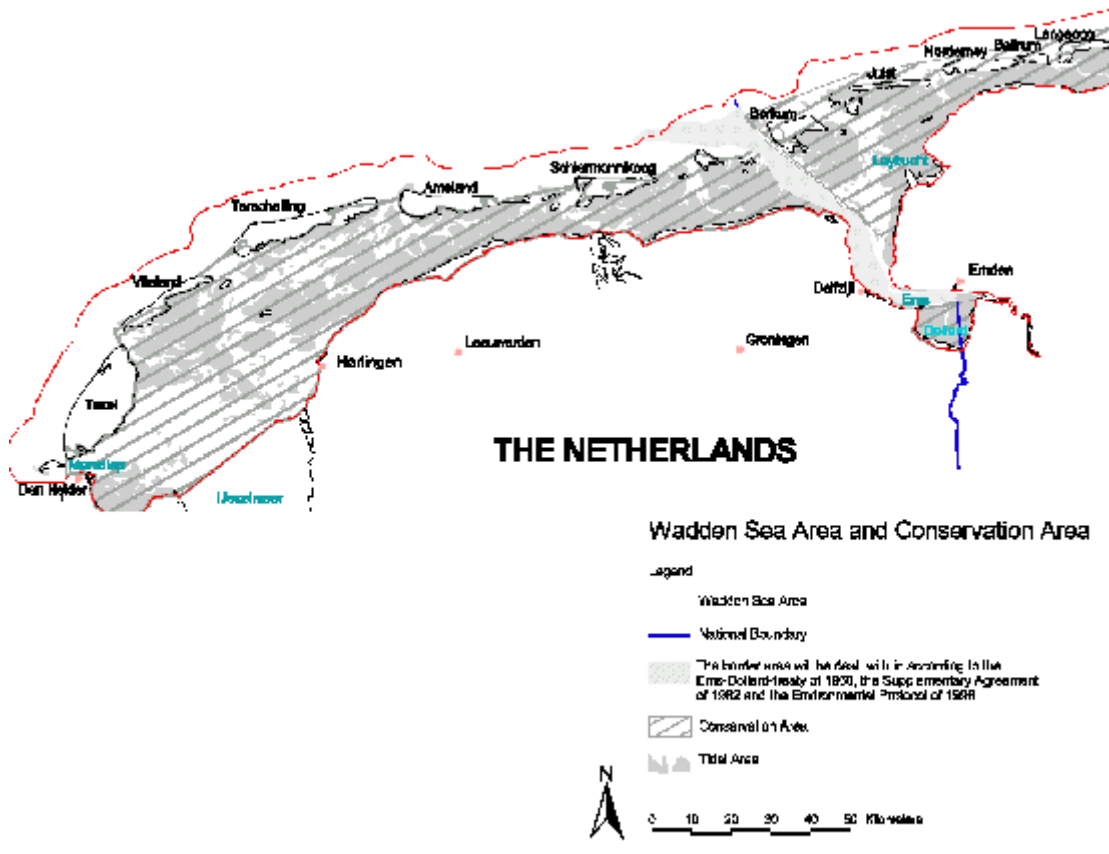 Langeoog
Baltrum
Norderney
Juist
Borkum
Leybucht
Schiermonnikoog
Ameland
Terschelling
Vlieland
Emden
Delfzijl
Ems
Dollard
Leeuwarden
Groningen
Harlingen
Texel
THE NETHERLANDS
Marsdiep
Den Helder
IJsselmeer
Wadden Sea Area and Conservation Area
Legend
Wadden Sea Area
National Boundary
The border area will be dealt with in according to the
Ems-Dollard-treaty of 1960, the Supplementary Agreement
of 1962 and the Environmental Protocol of 1996
Conservation Area
Tidal Area
N
0 10 20 30 40 50 Kilometers